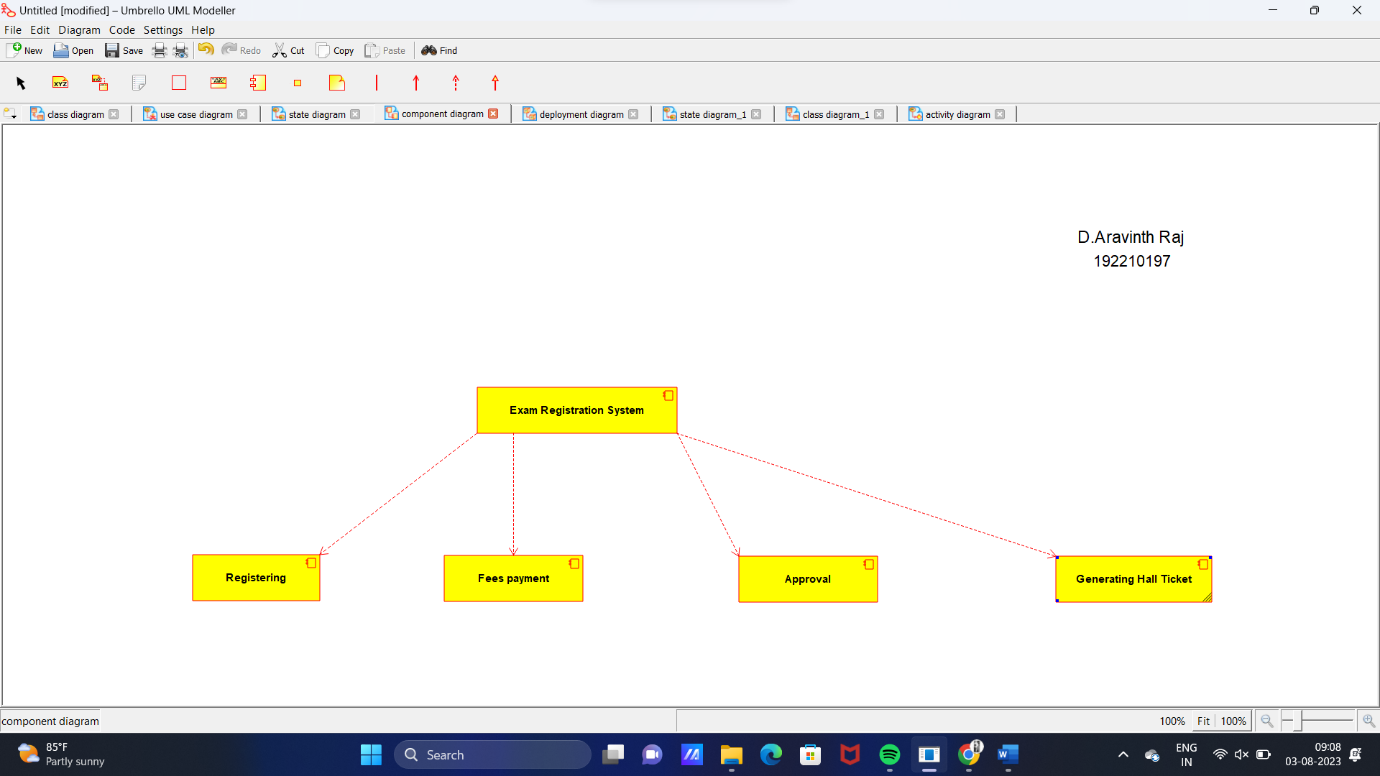 Untitled [modified] – Umbrello UML Modeller
File Edit Diagram Code Settings Help
New Open Save Redo Cut Copy Paste Find
XYZ ABC
class diagram use case diagram state diagram component diagram deployment diagram state diagram_1 class diagram_1 activity diagram
D.Aravinth Raj
192210197
Exam Registration System
Registering Fees payment Approval Generating Hall Ticket
component diagram 100% Fit 100%
85°F
Partly sunny
Search
ENG
IN
09:08
03-08-2023